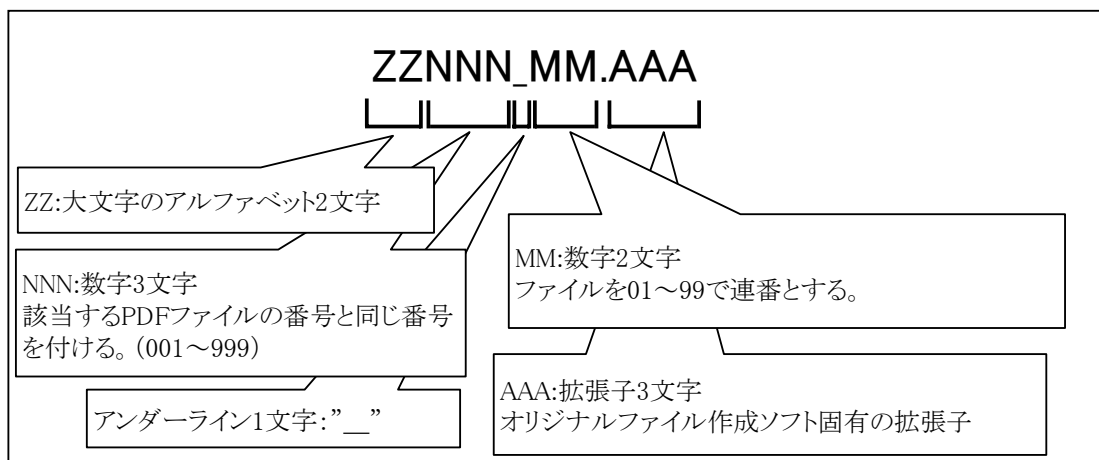 ZZNNN_MM.AAA
ZZ:大文字のアルファベット2文字
NNN:数字3文字
該当するPDFファイルの番号と同じ番号
を付ける。(001～999)
アンダーライン1文字:”＿”
MM:数字2文字
ファイルを01～99で連番とする。
AAA:拡張子3文字
オリジナルファイル作成ソフト固有の拡張子